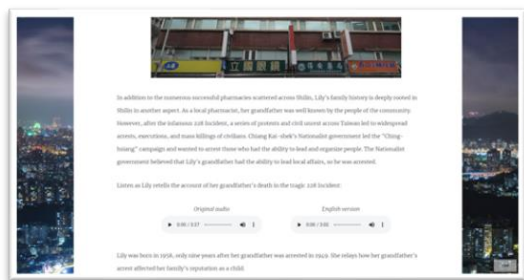 In addition to the numerous successful pharmacies scattered across Shilin, Lily's family history is deeply rooted in
Shilin in another aspect. As a local pharmacist, her grandfather was well known by the people of the community.
However, after the infamous 228 Incident, a series of protests and civil unrest across Taiwan led to widespread
arrests, executions, and mass killings of civilians. Chiang Kai-shek's Nationalist government led the "Ching-
hsiang" campaign and wanted to arrest those who had the ability to lead and organize people. The Nationalist
government believed that Lily's grandfather had the ability to lead local affairs, so he was arrested.
Listen as Lily retells the account of her grandfather's death in the tragic 228 Incident:
Original audio
English version
Lily was born in 1958, only nine years after her grandfather was arrested in 1949. She relays how her grandfather's
arrest affected her family's reputation as a child: